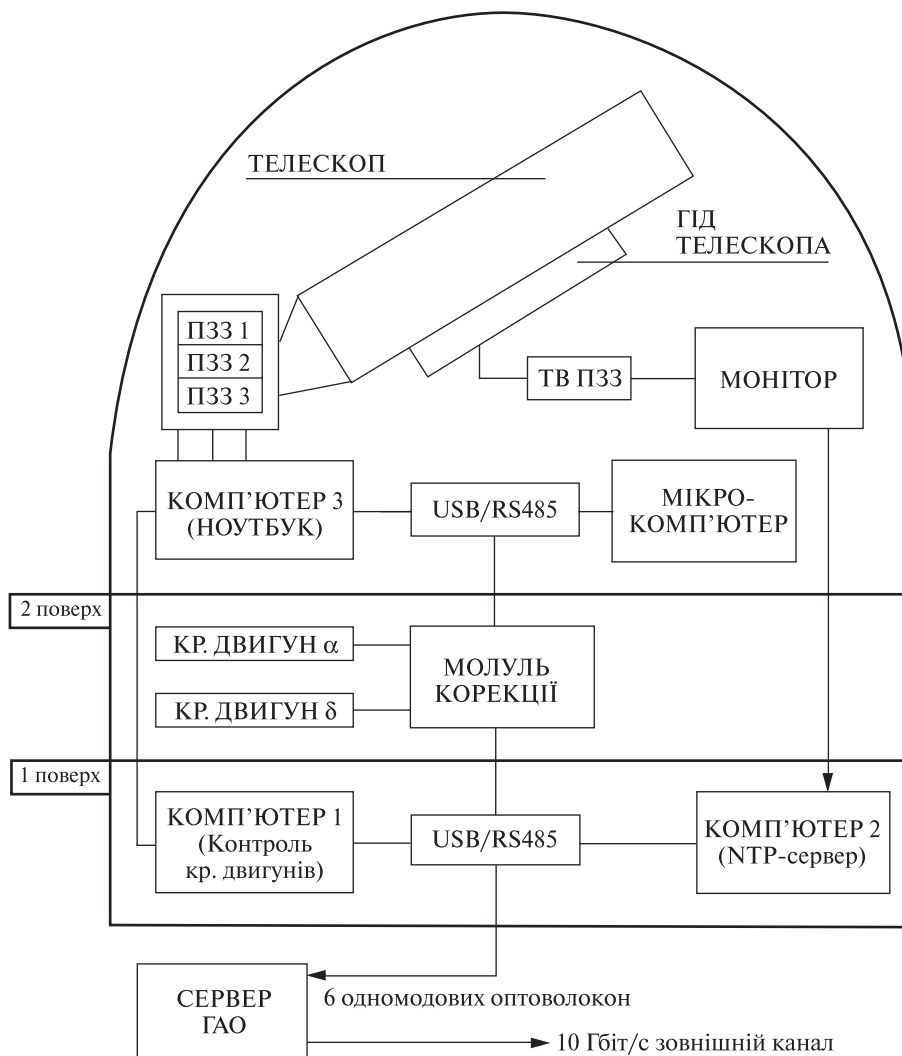 ТЕЛЕСКОП
ГІД
ТЕЛЕСКОПА
ПЗЗ 1
ПЗЗ 2
ПЗЗ 3
ТВ ПЗЗ
МОНІТОР
КОМП’ЮТЕР 3
(НОУТБУК)
USB/RS485
МІКРО-
КОМП’ЮТЕР
2 поверх
КР. ДВИГУН α
МОЛУЛЬ
КОРЕКЦІЇ
КР. ДВИГУН δ
1 поверх
КОМП’ЮТЕР 1
(Контроль
кр. двигунів)
USB/RS485
КОМП’ЮТЕР 2
(NTP-сервер)
СЕРВЕР
ГАО
6 одномодових оптоволокон
10 Гбіт/с зовнішній канал